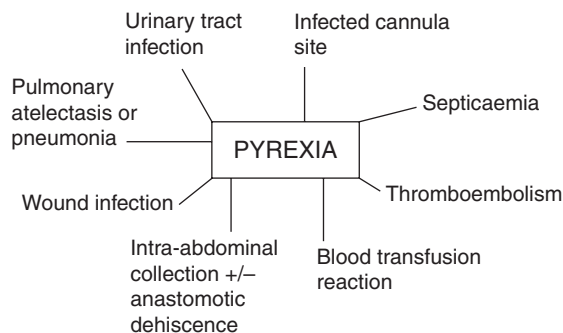 Urinary tract
infection
Infected cannula
site
Pulmonary
atelectasis or
pneumonia
Septicaemia
PYREXIA
Wound infection
Thromboembolism
Intra-abdominal
collection +/–
anastomotic
dehiscence
Blood transfusion
reaction